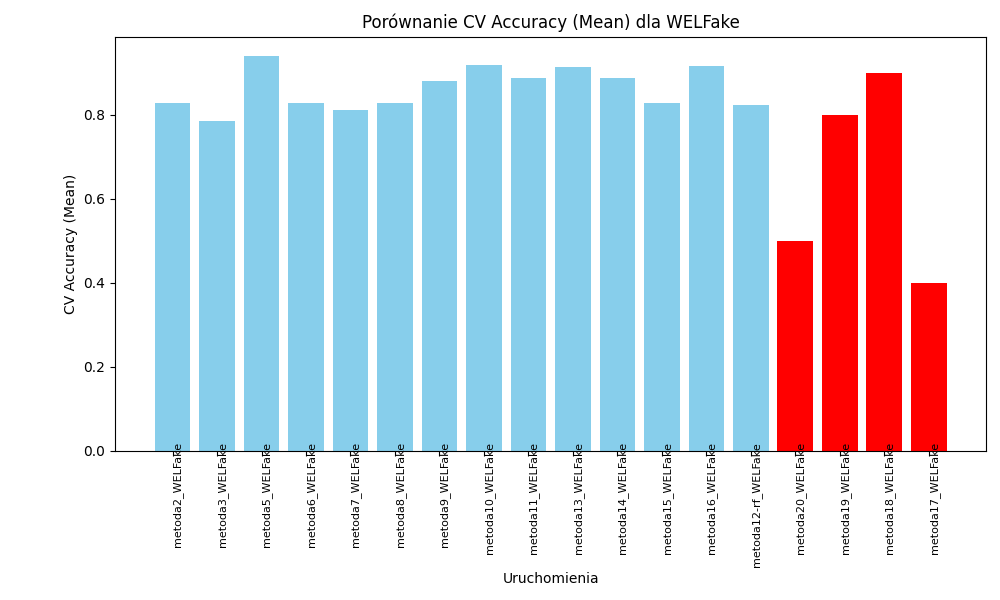 Porównanie CV Accuracy (Mean) dla WELFake
CV Accuracy (Mean)
0.8
0.6
0.4
0.2
0.0
metoda2_WELFake
metoda3_WELFake
metoda5_WELFake
metoda6_WELFake
metoda7_WELFake
metoda8_WELFake
metoda9_WELFake
metoda10_WELFake
metoda11_WELFake
metoda13_WELFake
metoda14_WELFake
metoda15_WELFake
metoda16_WELFake
metoda12-rf_WELFake
metoda20_WELFake
metoda19_WELFake
metoda18_WELFake
metoda17_WELFake
Uruchomienia